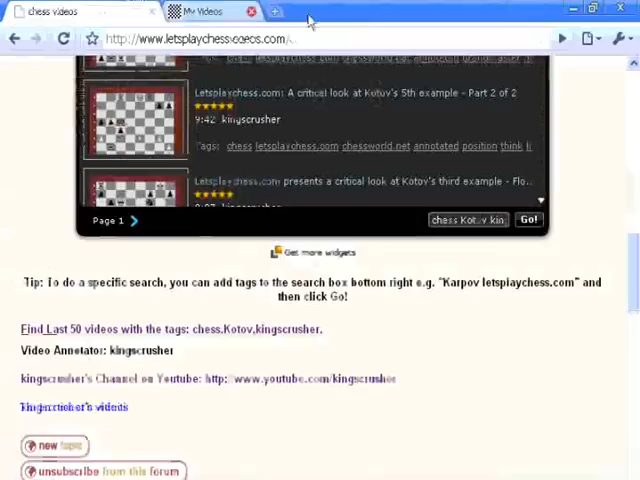 chess videos
My Videos
http://www.letsplaychessvideos.com/
Letsplaychess.com: A critical look at Kotov's 5th example - Part 2 of 2
9:42 kingscrusher
Tags: chess letsplaychess.com chessworld.net annotated position think
Letsplaychess.com presents a critical look at Kotov's third example - Flo...
kingscrusher
Page 1
chess Kotov kin
Go!
Get more widgets
Tip: To do a specific search, you can add tags to the search box bottom right e.g. "Karpov letsplaychess.com" and
then click Go!
Find Last 50 videos with the tags: chess,Kotov,kingscrusher.
Video Annotator: kingscrusher
kingscrusher's Channel on Youtube: http://www.youtube.com/kingscrusher
Kingscrusher's videos
new topic
unsubscribe from this forum